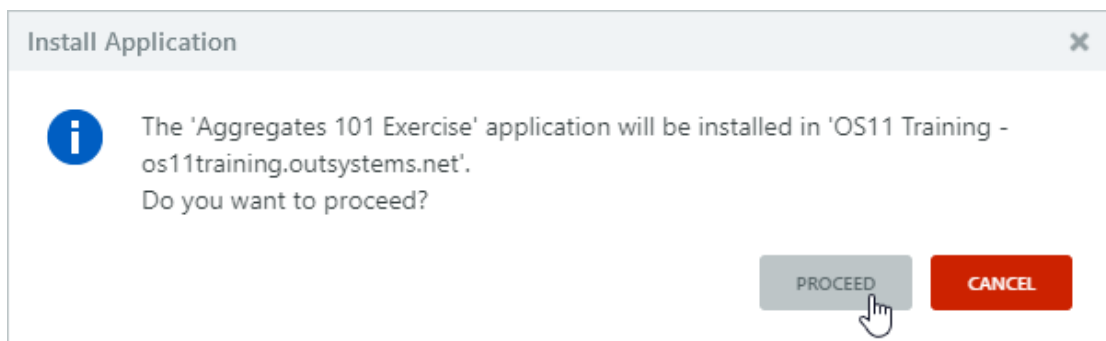 Install Application
The 'Aggregates 101 Exercise' application will be installed in 'OS11 Training -
os11training.outsystems.net'.
Do you want to proceed?
PROCEED
CANCEL